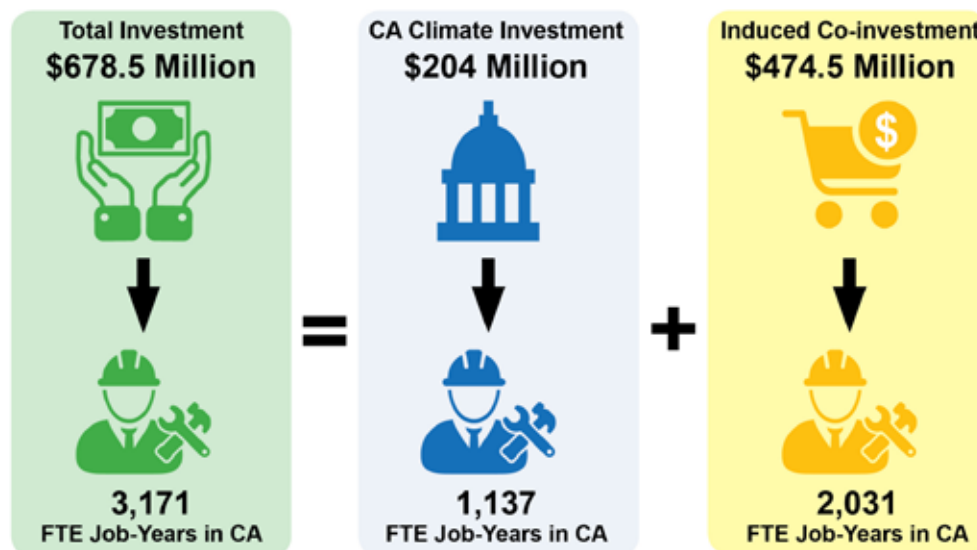 Total Investment
$678.5 Million
3,171
FTE Job-Years in CA
=
CA Climate Investment
$204 Million
1,137
FTE Job-Years in CA
+
Induced Co-investment
$474.5 Million
$
2,031
FTE Job-Years in CA